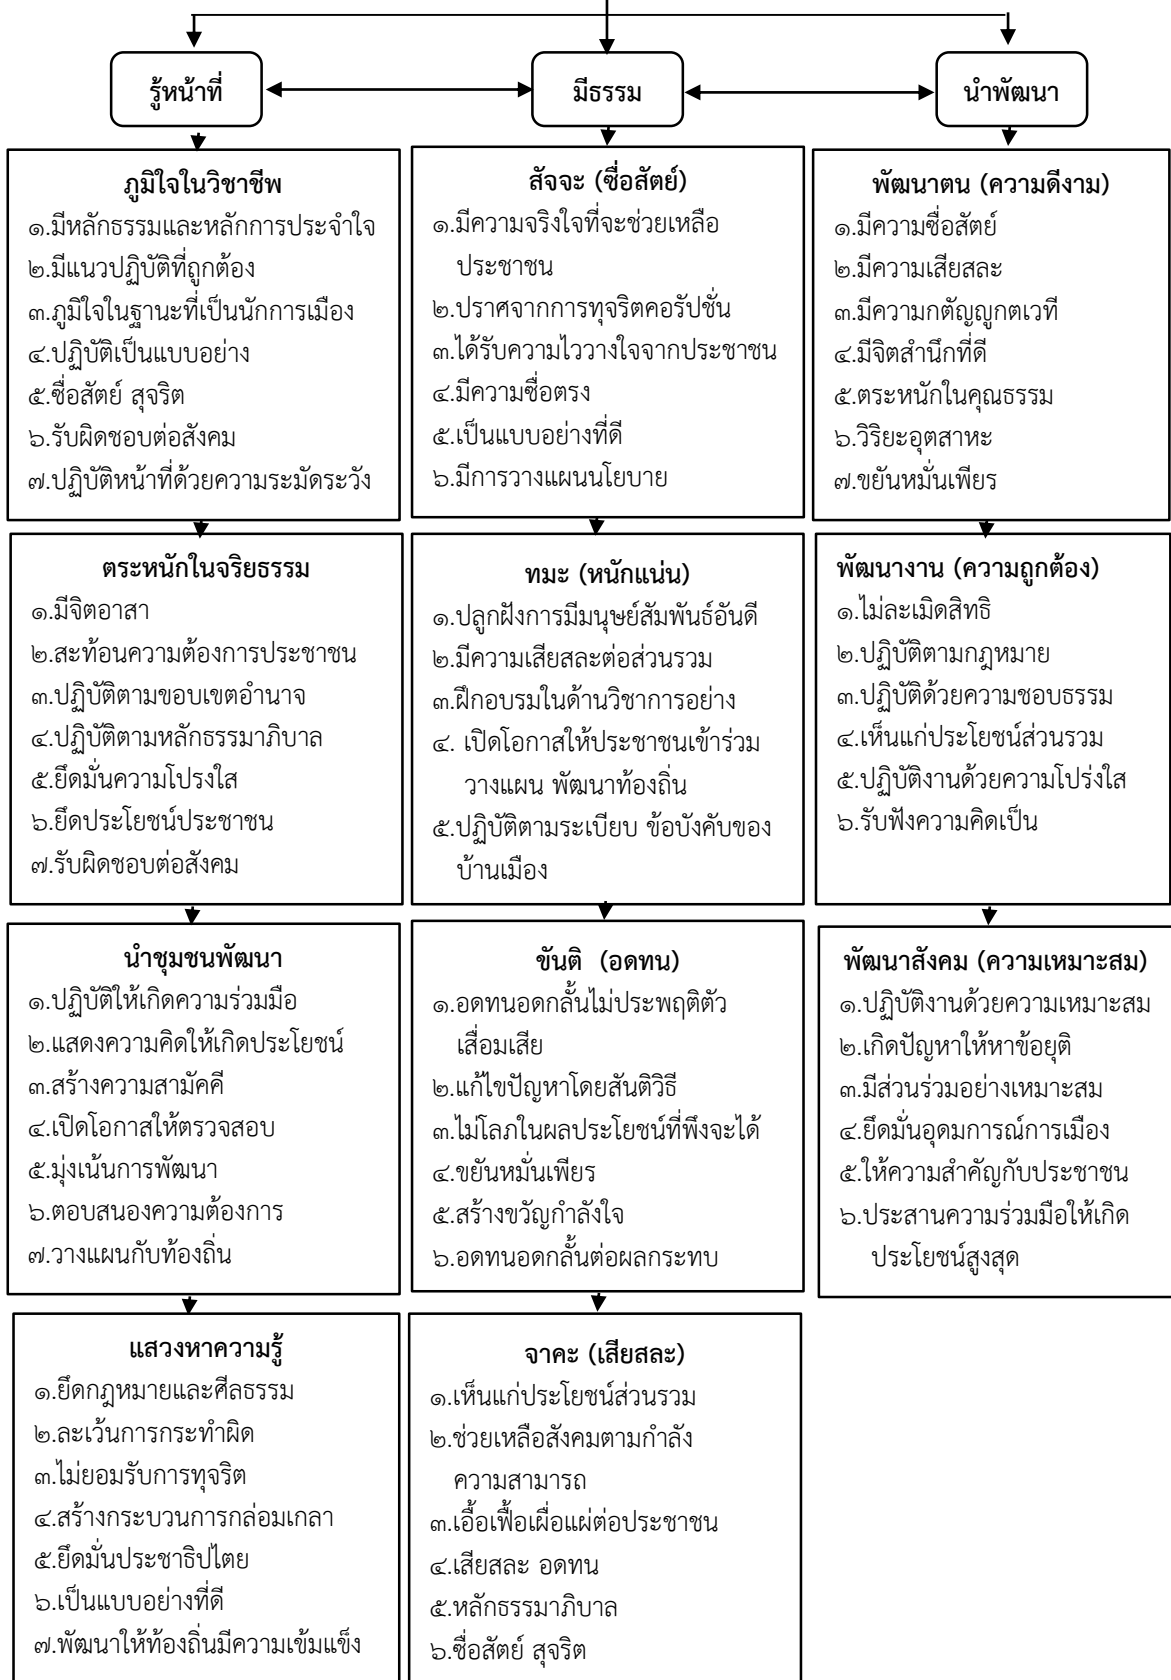 รู้หน้าที่
มีธรรม
นำพัฒนา
ภูมิใจในวิชาชีพ
๑.มีหลักธรรมและหลักการประจำใจ
๒.มีแนวปฏิบัติที่ถูกต้อง
๓.ภูมิใจในฐานะที่เป็นนักการเมือง
๔.ปฏิบัติเป็นแบบอย่าง
๕.ซื่อสัตย์ สุจริต
๖.รับผิดชอบต่อสังคม
๗.ปฏิบัติหน้าที่ด้วยความระมัดระวัง
สัจจะ (ซื่อสัตย์)
๑.มีความจริงใจที่จะช่วยเหลือ
ประชาชน
๒.ปราศจากการทุจริตคอรัปชั่น
๓.ได้รับความไววางใจจากประชาชน
๔.มีความซื่อตรง
๕.เป็นแบบอย่างที่ดี
๖.มีการวางแผนนโยบาย
พัฒนาตน (ความดีงาม)
๑.มีความซื่อสัตย์
๒.มีความเสียสละ
๓.มีความกตัญญูกตเวที
๔.มีจิตสำนึกที่ดี
๕.ตระหนักในคุณธรรม
๖.วิริยะอุตสาหะ
๗.ขยันหมั่นเพียร
ตระหนักในจริยธรรม
๑.มีจิตอาสา
๒.สะท้อนความต้องการประชาชน
๓.ปฏิบัติตามขอบเขตอำนาจ
๔.ปฏิบัติตามหลักธรรมาภิบาล
๕.ยึดมั่นความโปรงใส
๖.ยึดประโยชน์ประชาชน
๗.รับผิดชอบต่อสังคม
ทมะ (หนักแน่น)
๑.ปลูกฝังการมีมนุษย์สัมพันธ์อันดี
๒.มีความเสียสละต่อส่วนรวม
๓.ฝึกอบรมในด้านวิชาการอย่าง
๔. เปิดโอกาสให้ประชาชนเข้าร่วม
วางแผน พัฒนาท้องถิ่น
๕.ปฏิบัติตามระเบียบ ข้อบังคับของ
บ้านเมือง
พัฒนางาน (ความถูกต้อง)
๑.ไม่ละเมิดสิทธิ
๒.ปฏิบัติตามกฎหมาย
๓.ปฏิบัติด้วยความชอบธรรม
๔.เห็นแก่ประโยชน์ส่วนรวม
๕.ปฏิบัติงานด้วยความโปร่งใส
๖.รับฟังความคิดเป็น
นำชุมชนพัฒนา
๑.ปฏิบัติให้เกิดความร่วมมือ
๒.แสดงความคิดให้เกิดประโยชน์
๓.สร้างความสามัคคี
๔.เปิดโอกาสให้ตรวจสอบ
๕.มุ่งเน้นการพัฒนา
๖.ตอบสนองความต้องการ
๗.วางแผนกับท้องถิ่น
ขันติ (อดทน)
๑.อดทนอดกลั้นไม่ประพฤติตัว
เสื่อมเสีย
๒.แก้ไขปัญหาโดยสันติวิธี
๓.ไม่โลภในผลประโยชน์ที่พึงจะได้
๔.ขยันหมั่นเพียร
๕.สร้างขวัญกำลังใจ
๖.อดทนอดกลั้นต่อผลกระทบ
พัฒนาสังคม (ความเหมาะสม)
๑.ปฏิบัติงานด้วยความเหมาะสม
๒.เกิดปัญหาให้หาข้อยุติ
๓.มีส่วนร่วมอย่างเหมาะสม
๔.ยึดมั่นอุดมการณ์การเมือง
๕.ให้ความสำคัญกับประชาชน
๖.ประสานความร่วมมือให้เกิด
ประโยชน์สูงสุด
แสวงหาความรู้
๑.ยึดกฎหมายและศีลธรรม
๒.ละเว้นการกระทำผิด
๓.ไม่ยอมรับการทุจริต
๔.สร้างกระบวนการกล่อมเกลา
๕.ยึดมั่นประชาธิปไตย
๖.เป็นแบบอย่างที่ดี
๗.พัฒนาให้ท้องถิ่นมีความเข้มแข็ง
จาคะ (เสียสละ)
๑.เห็นแก่ประโยชน์ส่วนรวม
๒.ช่วยเหลือสังคมตามกำลัง
ความสามารถ
๓.เอื้อเฟื้อเผื่อแผ่ต่อประชาชน
๔.เสียสละ อดทน
๕.หลักธรรมาภิบาล
๖.ซื่อสัตย์ สุจริต